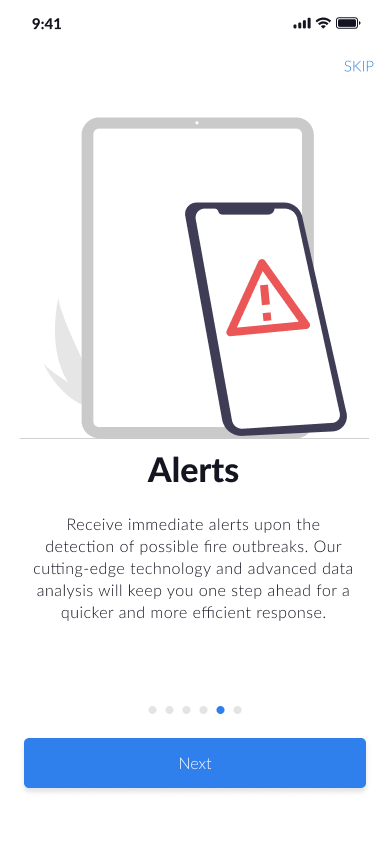 9:41
SKIP
Alerts
Receive immediate alerts upon the
detection of possible fire outbreaks. Our
cutting-edge technology and advanced data
analysis will keep you one step ahead for a
quicker and more efficient response.
Next